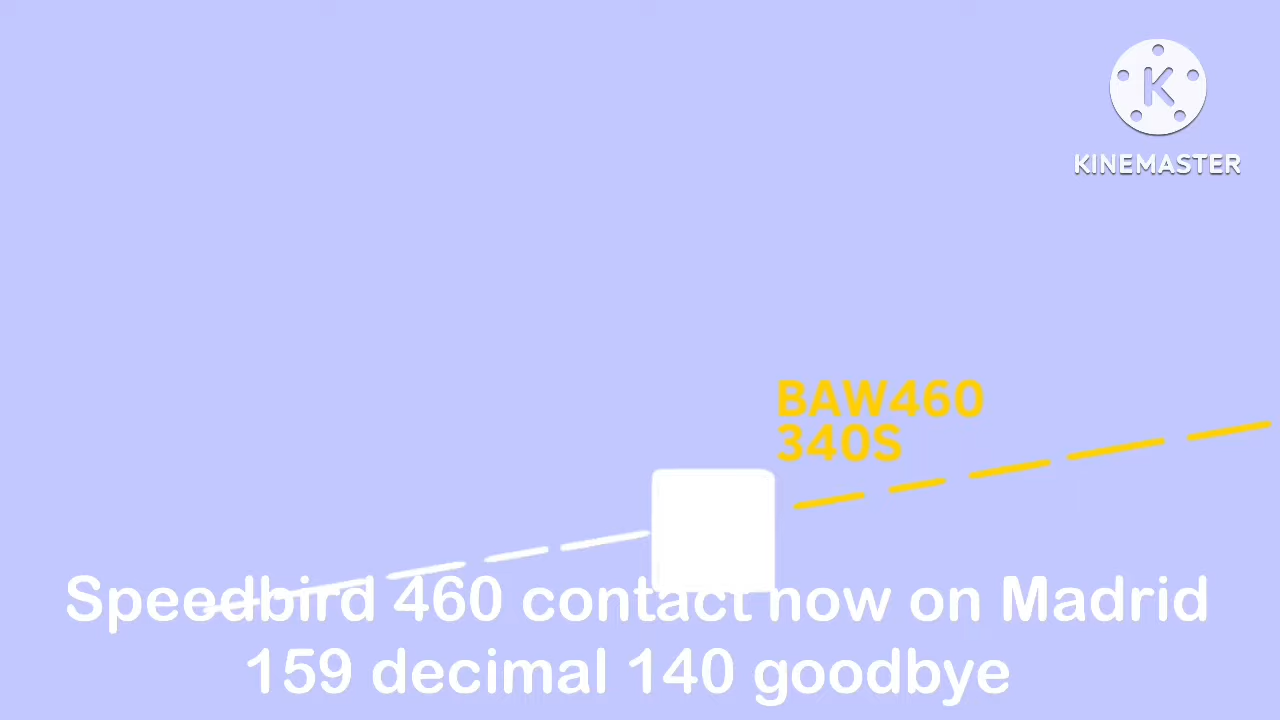 K
KINEMASTER
BAW460
340S
Speedbird 460 contact now on Madrid
159 decimal 140 goodbye